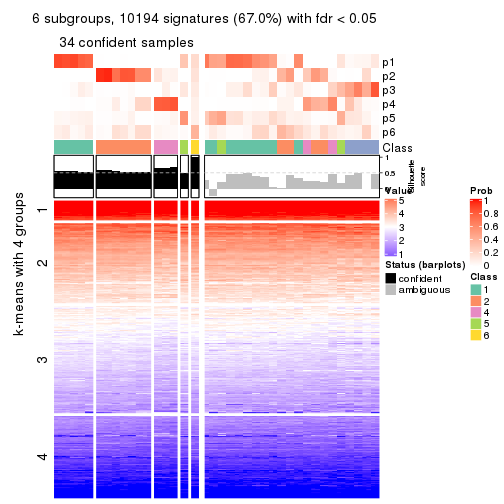 6 subgroups, 10194 signatures (67.0%) with fdr < 0.05
34 confident samples
p1
p2
p3
p4
p5
p6
Class
1
0.5
0
Silhouette
score
k-means with 4 groups
1
2
3
4
Value
5
4
3
2
1
Status (barplots)
confident
ambiguous
Prob
1
0.8
0.6
0.4
0.2
0
Class
1
2
4
5
6